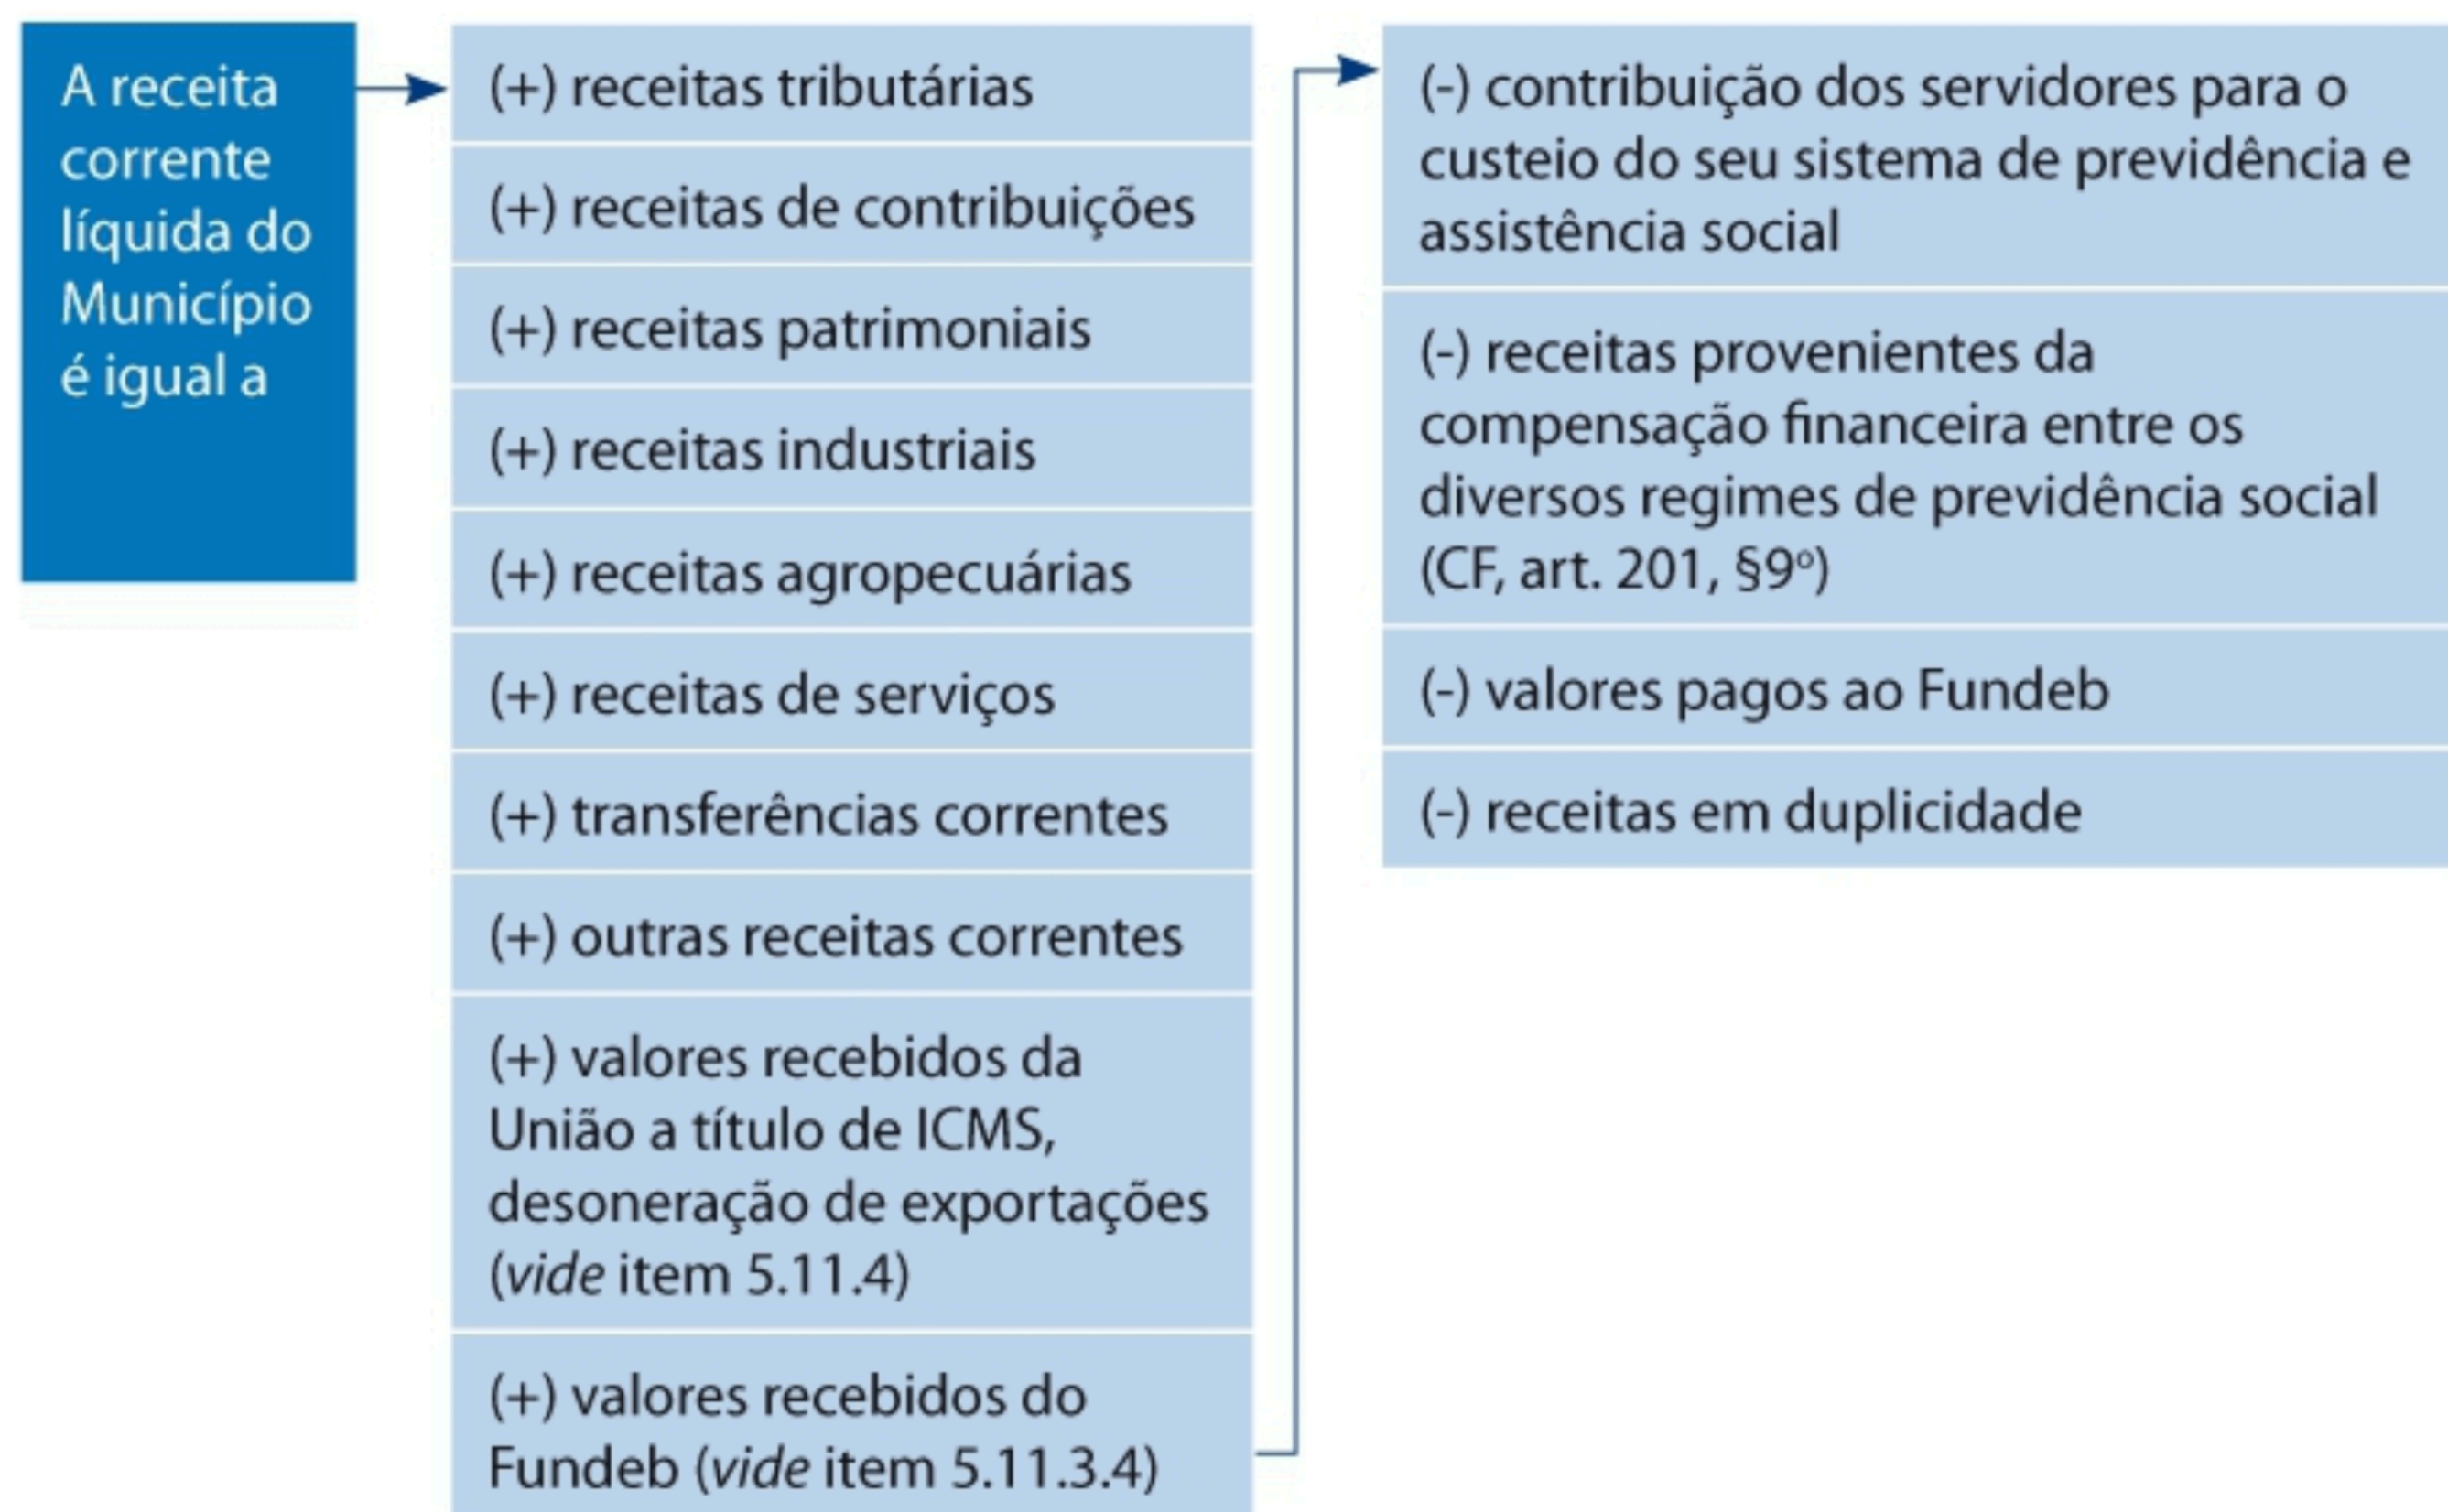 A receita
corrente
líquida do
Município
é igual a
(+) receitas tributárias
(+) receitas de contribuições
(+) receitas patrimoniais
(+) receitas industriais
(+) receitas agropecuárias
(+) receitas de serviços
(+) transferências correntes
(+) outras receitas correntes
(+) valores recebidos da
União a título de ICMS,
desoneração de exportações
(vide item 5.11.4)
(+) valores recebidos do
Fundeb (vide item 5.11.3.4)
(-) contribuição dos servidores para o
custeio do seu sistema de previdência e
assistência social
(-) receitas provenientes da
compensação financeira entre os
diversos regimes de previdência social
(CF, art. 201, §9º)
(-) valores pagos ao Fundeb
(-) receitas em duplicidade